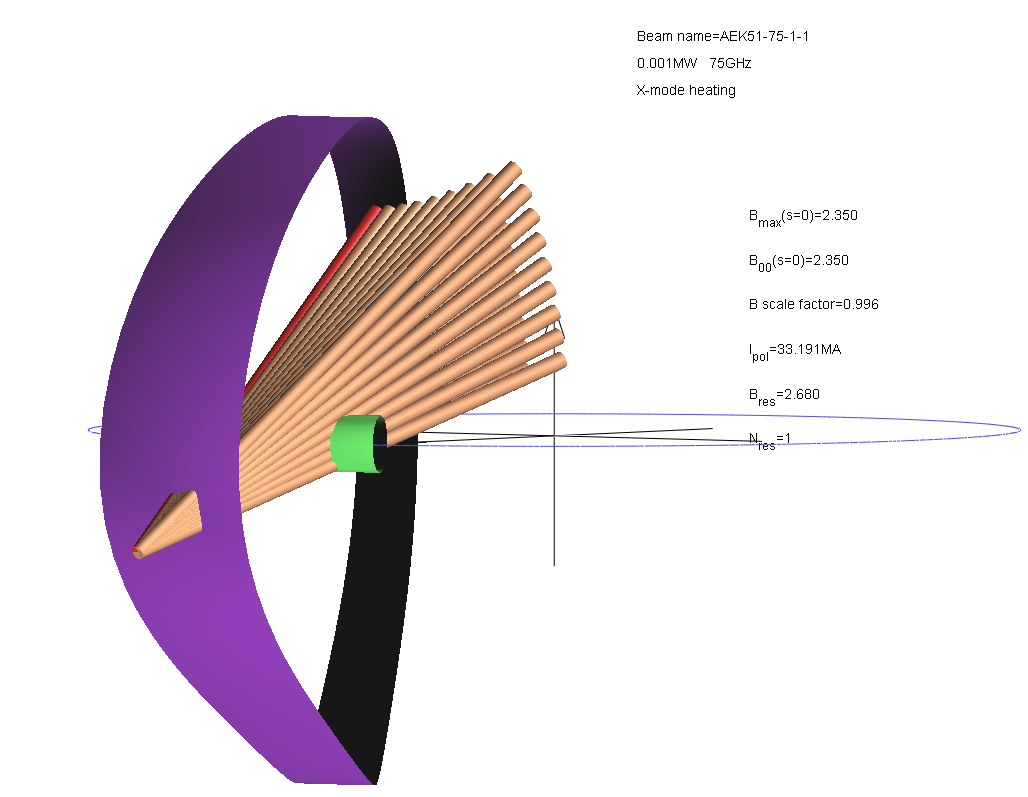 Beam name=AEK51-75-1-1
0.001MW 75GHz
X-mode heating
Bmax(s=0)=2.350
B00(s=0)=2.350
B scale factor=0.996
Ipol=33.191MA
Bres=2.680
Nres=1